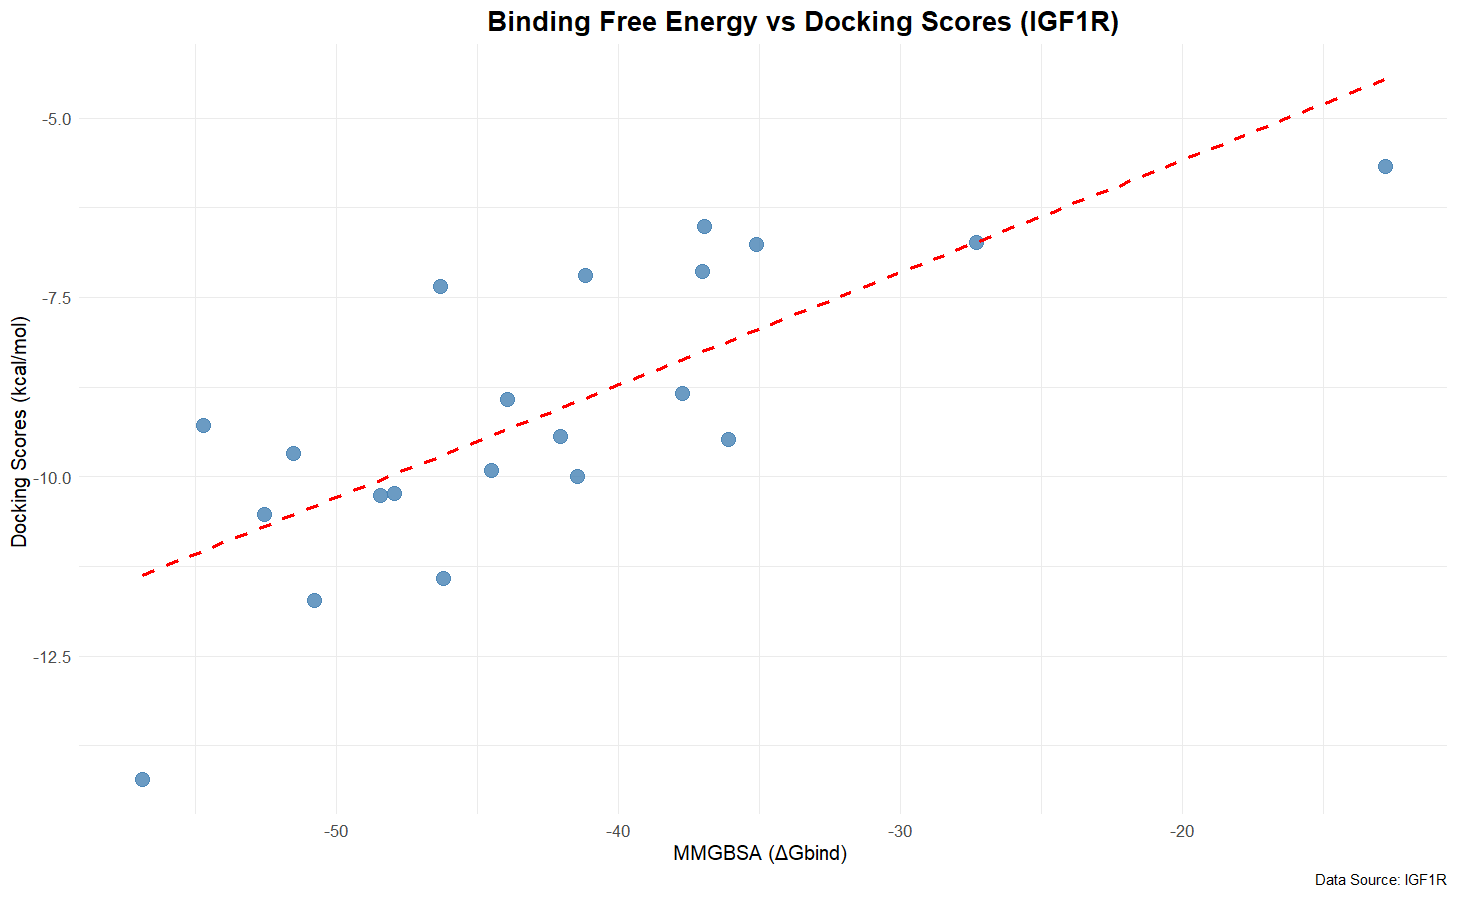 Binding Free Energy vs Docking Scores (IGF1R)
Docking Scores (kcal/mol)
-5.0
-7.5
-10.0
-12.5
-50
-40
-30
-20
MMGBSA (ΔGbind)
Data Source: IGF1R